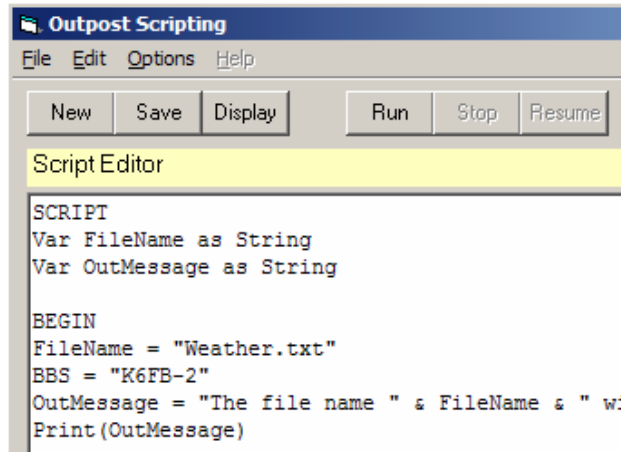 Outpost Scripting
File Edit Options Help
New Save Display Run Stop Resume
Script Editor
SCRIPT
Var FileName as String
Var OutMessage as String
BEGIN
FileName = "Weather.txt"
BBS = "K6FB-2"
OutMessage = "The file name " & FileName & "
Print(OutMessage)